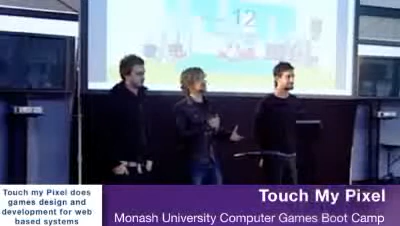 12
Touch my Pixel does
games design and
development for web
based systems
Touch My Pixel
Monash University Computer Games Boot Camp